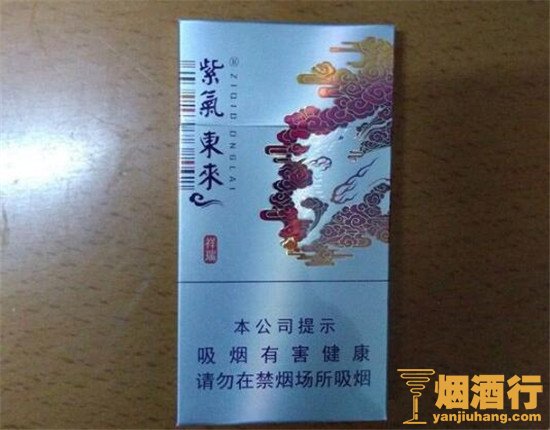 紫氣東來
®
ZIQIDONGLAI
祥瑞
本公司提示
吸烟有害健康
请勿在禁烟场所吸烟
烟酒行
yanjiuhang.com